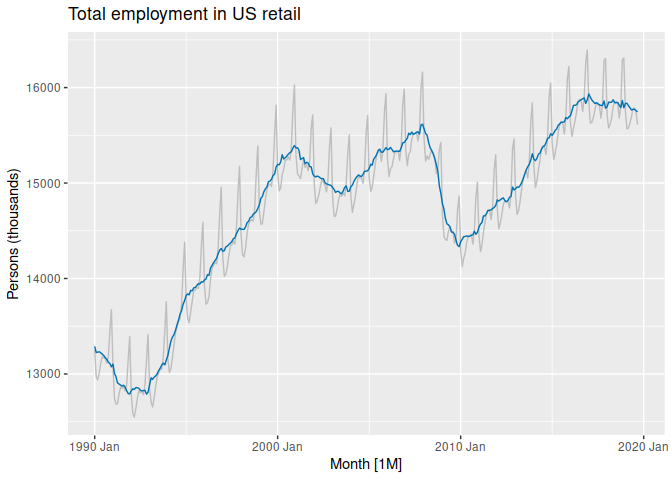 Total employment in US retail
Persons (thousands)
16000
15000
14000
13000
1990 Jan
2000 Jan
2010 Jan
2020 Jan
Month [1M]